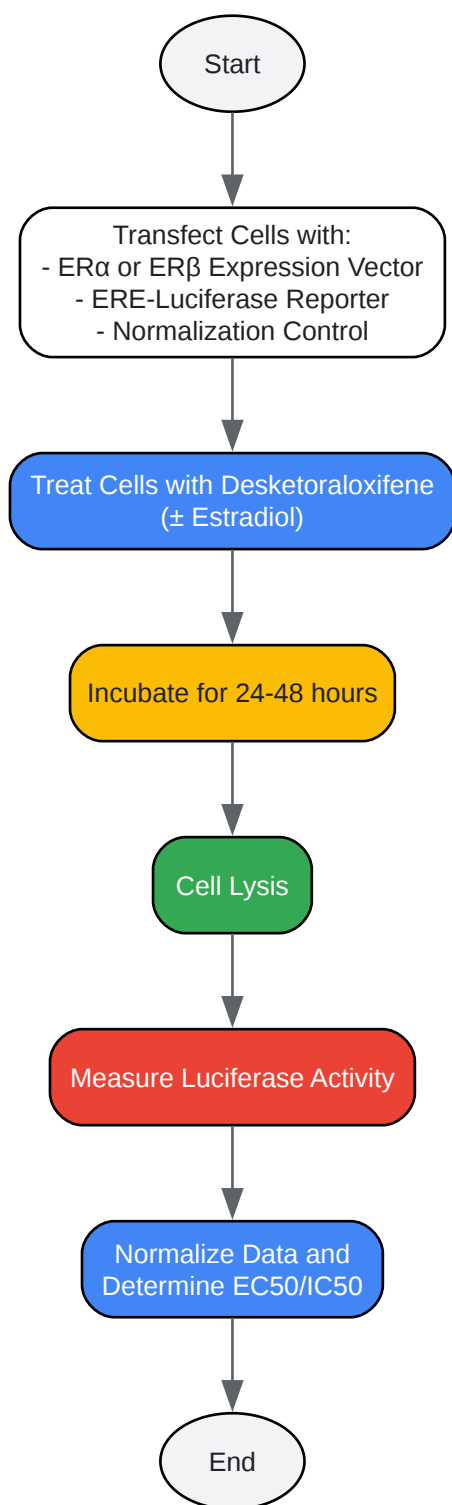 Start
Transfect Cells with:
- ERα or ERβ Expression Vector
- ERE-Luciferase Reporter
- Normalization Control
Treat Cells with Desketoraloxifene
(± Estradiol)
Incubate for 24-48 hours
Cell Lysis
Measure Luciferase Activity
Normalize Data and
Determine EC50/IC50
End